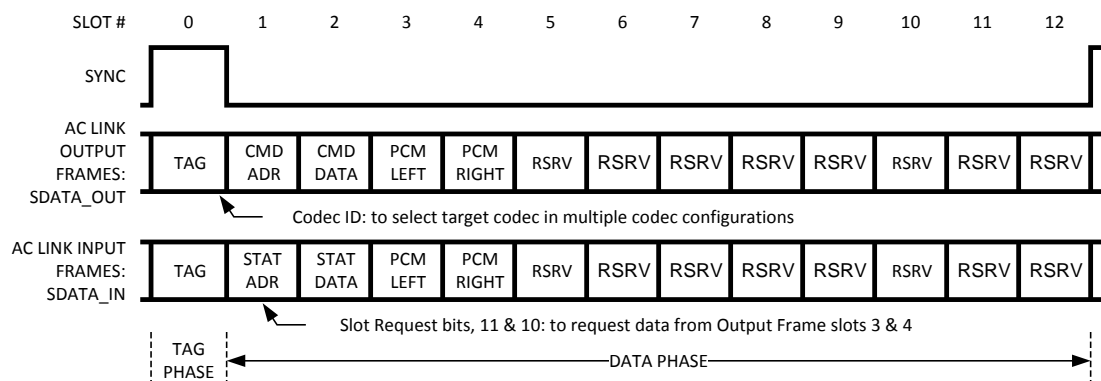 SLOT # 0 1 2 3 4 5 6 7 8 9 10 11 12
SYNC
AC LINK
OUTPUT
FRAMES:
SDATA_OUT
TAG CMD ADR CMD DATA PCM LEFT PCM RIGHT RSRV RSRV RSRV RSRV RSRV RSRV RSRV RSRV
Codec ID: to select target codec in multiple codec configurations
AC LINK INPUT
FRAMES:
SDATA_IN
TAG STAT ADR STAT DATA PCM LEFT PCM RIGHT RSRV RSRV RSRV RSRV RSRV RSRV RSRV RSRV
Slot Request bits, 11 & 10: to request data from Output Frame slots 3 & 4
TAG
PHASE
DATA PHASE